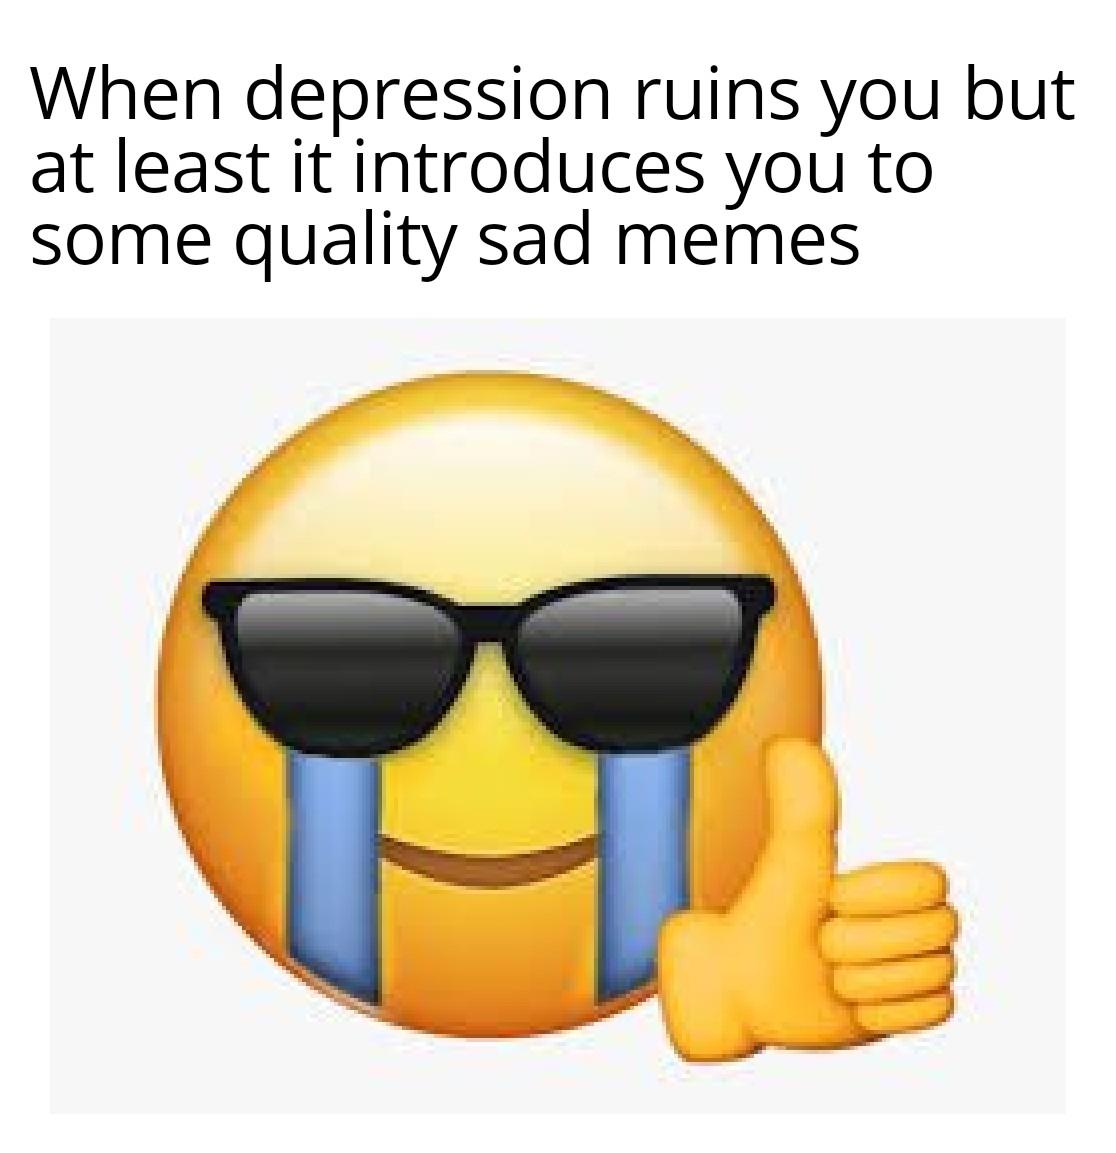 When depression ruins you but
at least it introduces you to
some quality sad memes